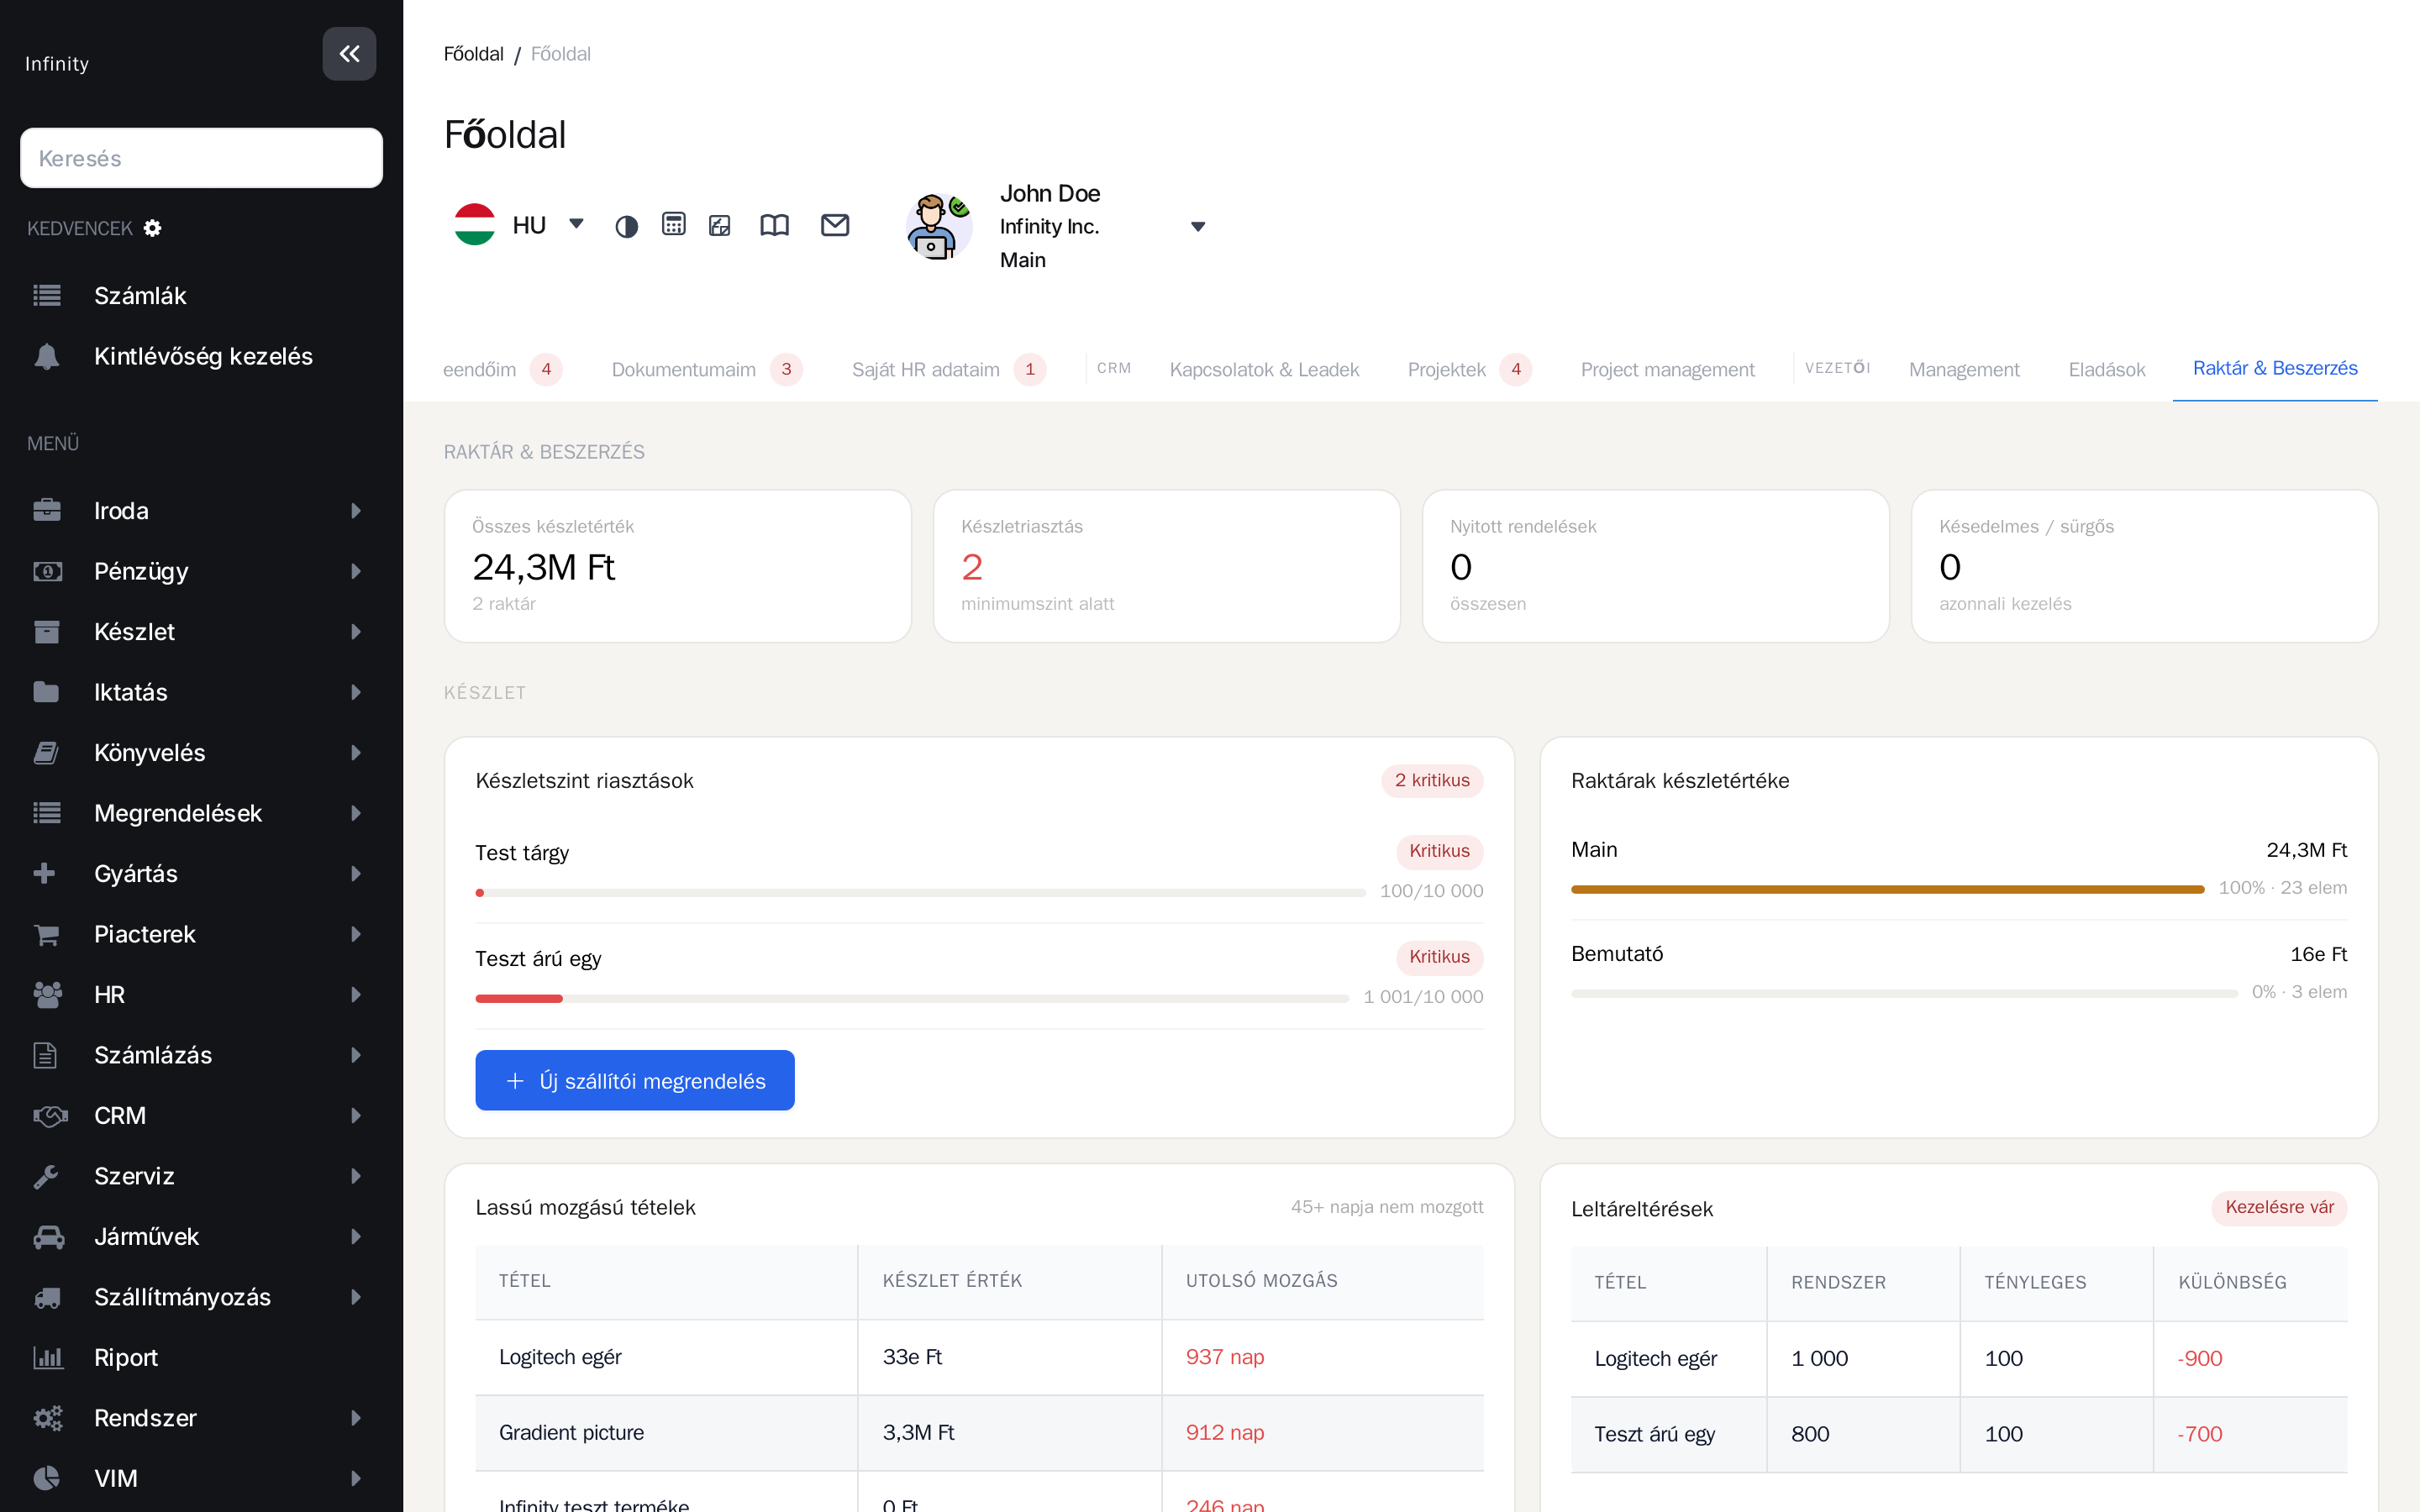 Infinity
Keresés
KEDVENCEK
Számlák
Kintlévőség kezelés
MENÜ
Iroda
Pénzügy
Készlet
Iktatás
Könyvelés
Megrendelések
Gyártás
Piacterek
HR
Számlázás
CRM
Szerviz
Járművek
Szállítmányozás
Riport
Rendszer
VIM
Főoldal / Főoldal
Főoldal
HU
John Doe
Infinity Inc.
Main
eendőim 4 Dokumentumaim 3 Saját HR adataim 1 CRM Kapcsolatok & Leadek Projektek 4 Project management VEZETŐI Management Eladások Raktár & Beszerzés
RAKTÁR & BESZERZÉS
Összes készletérték
24,3M Ft
2 raktár
Készletriasztás
2
minimumszint alatt
Nyitott rendelések
0
összesen
Késedelmes / sürgős
0
azonnali kezelés
KÉSZLET
Készletszint riasztások 2 kritikus
Test tárgy Kritikus
100/10 000
Teszt árú egy Kritikus
1 001/10 000
+ Új szállítói megrendelés
Raktárak készletértéke
Main 24,3M Ft
100% · 23 elem
Bemutató 16e Ft
0% · 3 elem
Lassú mozgású tételek 45+ napja nem mozgott
TÉTEL KÉSZLET ÉRTÉK UTOLSÓ MOZGÁS
Logitech egér 33e Ft 937 nap
Gradient picture 3,3M Ft 912 nap
Infinity teszt terméke 0 Ft 246 nap
Leltáreltérések Kezelésre vár
TÉTEL RENDSZER TÉNYLEGES KÜLÖNBSÉG
Logitech egér 1 000 100 -900
Teszt árú egy 800 100 -700